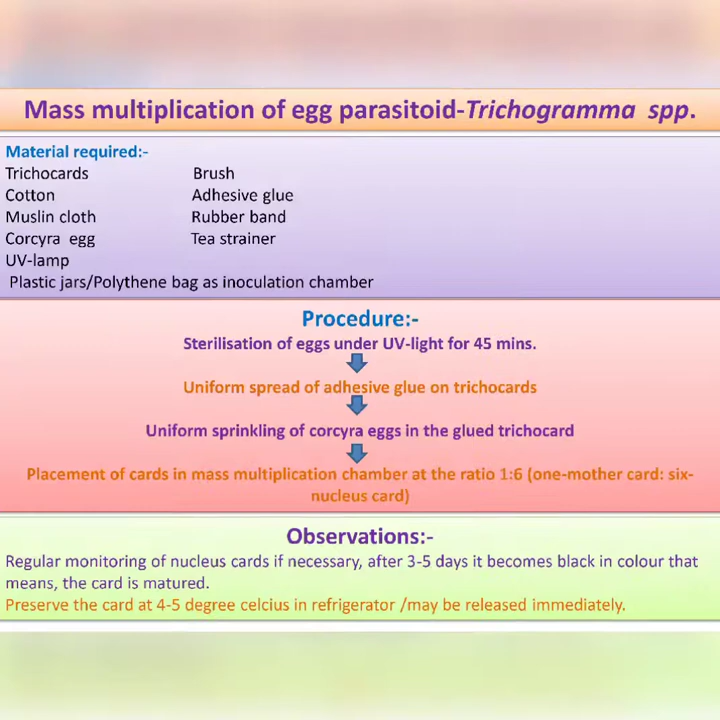 Mass multiplication of egg parasitoid-Trichogramma spp.
Material required:-
Trichocards Brush
Cotton Adhesive glue
Muslin cloth Rubber band
Corcyra egg Tea strainer
UV-lamp
Plastic jars/Polythene bag as inoculation chamber
Procedure:-
Sterilisation of eggs under UV-light for 45 mins.
Uniform spread of adhesive glue on trichocards
Uniform sprinkling of corcyra eggs in the glued trichocard
Placement of cards in mass multiplication chamber at the ratio 1:6 (one-mother card: six-
nucleus card)
Observations:-
Regular monitoring of nucleus cards if necessary, after 3-5 days it becomes black in colour that
means, the card is matured.
Preserve the card at 4-5 degree celcius in refrigerator /may be released immediately.